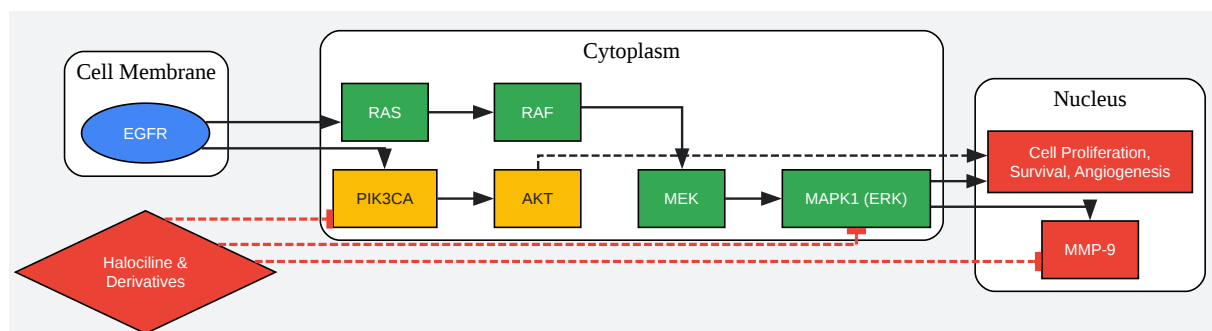 Cell Membrane
EGFR
Cytoplasm
RAS
RAF
PIK3CA
AKT
MEK
MAPK1 (ERK)
Nucleus
Cell Proliferation,
Survival, Angiogenesis
MMP-9
Halociline &
Derivatives